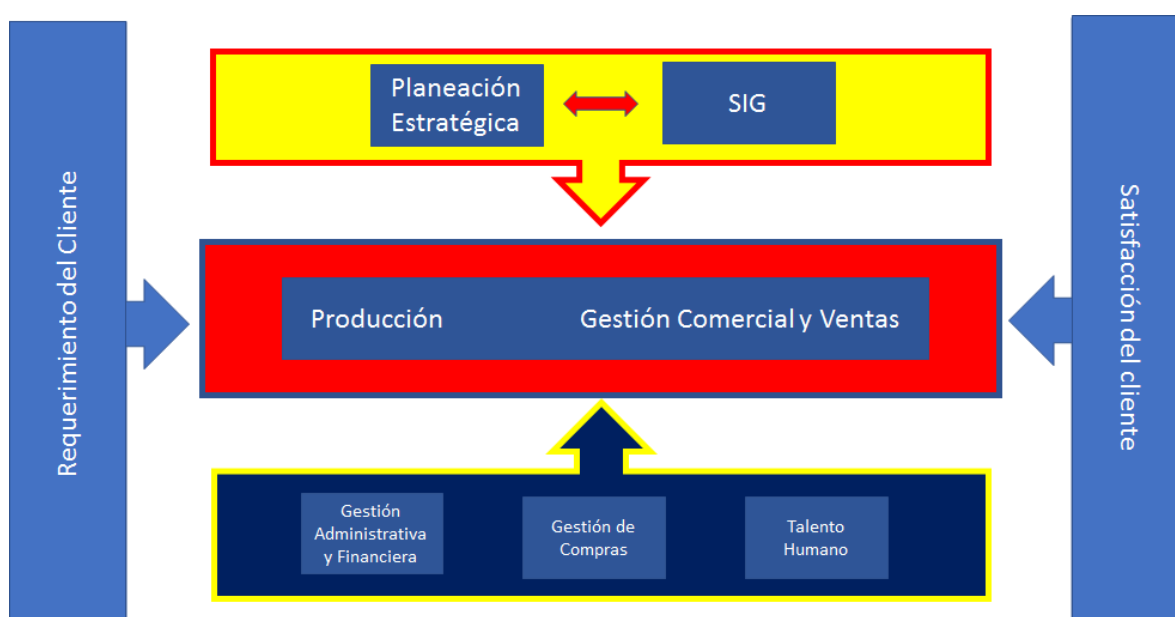 Requerimiento del Cliente
Planeación
Estratégica
SIG
Producción
Gestión Comercial y Ventas
Gestión
Administrativa
y Financiera
Gestión de
Compras
Talento
Humano
Satisfacción del cliente